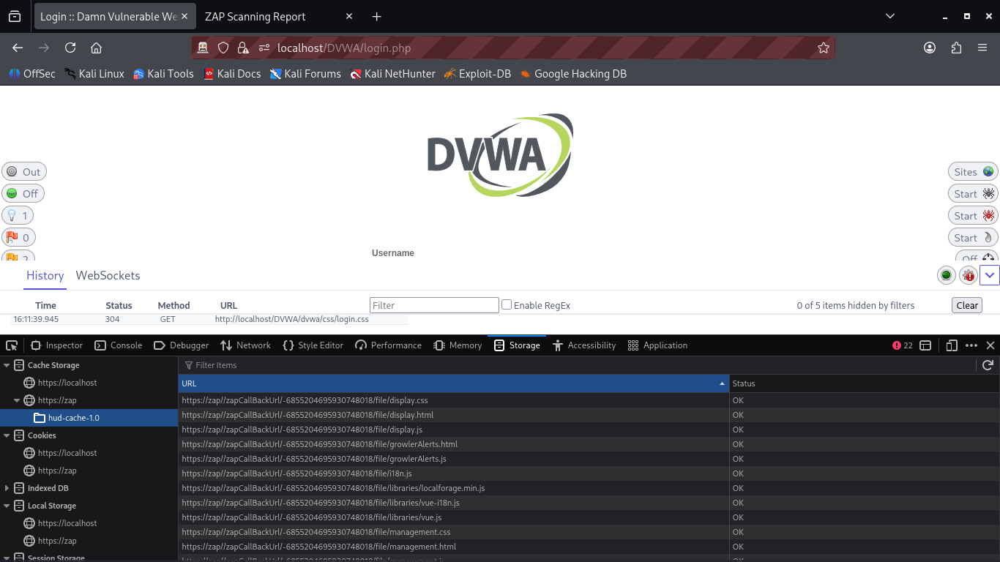 Login :: Damn Vulnerable We
ZAP Scanning Report
localhost/DVWA/login.php
OffSec Kali Linux Kali Tools Kali Docs Kali Forums Kali NetHunter Exploit-DB Google Hacking DB
DVWA
Out
Sites
Off
Start
1
Start
0
Start
2
Off
Username
History WebSockets
Time Status Method URL Filter Enable RegEx 0 of 5 items hidden by filters Clear
16:11:39.945 304 GET http://localhost/DVWA/dvwa/css/login.css
Inspector Console Debugger Network Style Editor Performance Memory Storage Accessibility Application 22
Cache Storage
https://localhost
https://zap
hud-cache-1.0
Cookies
https://localhost
https://zap
Indexed DB
Local Storage
https://localhost
https://zap
Session Storage
Filter Items
URL Status
https://zap//zapCallBackUrl/-6855204695930748018/file/display.css OK
https://zap//zapCallBackUrl/-6855204695930748018/file/display.html OK
https://zap//zapCallBackUrl/-6855204695930748018/file/display.js OK
https://zap//zapCallBackUrl/-6855204695930748018/file/growlerAlerts.html OK
https://zap//zapCallBackUrl/-6855204695930748018/file/growlerAlerts.js OK
https://zap//zapCallBackUrl/-6855204695930748018/file/i18n.js OK
https://zap//zapCallBackUrl/-6855204695930748018/file/libraries/localforage.min.js OK
https://zap//zapCallBackUrl/-6855204695930748018/file/libraries/vue-i18n.js OK
https://zap//zapCallBackUrl/-6855204695930748018/file/libraries/vue.js OK
https://zap//zapCallBackUrl/-6855204695930748018/file/management.css OK
https://zap//zapCallBackUrl/-6855204695930748018/file/management.html OK
https://zap//zapCallBackUrl/-6855204695930748018/file/management.js OK